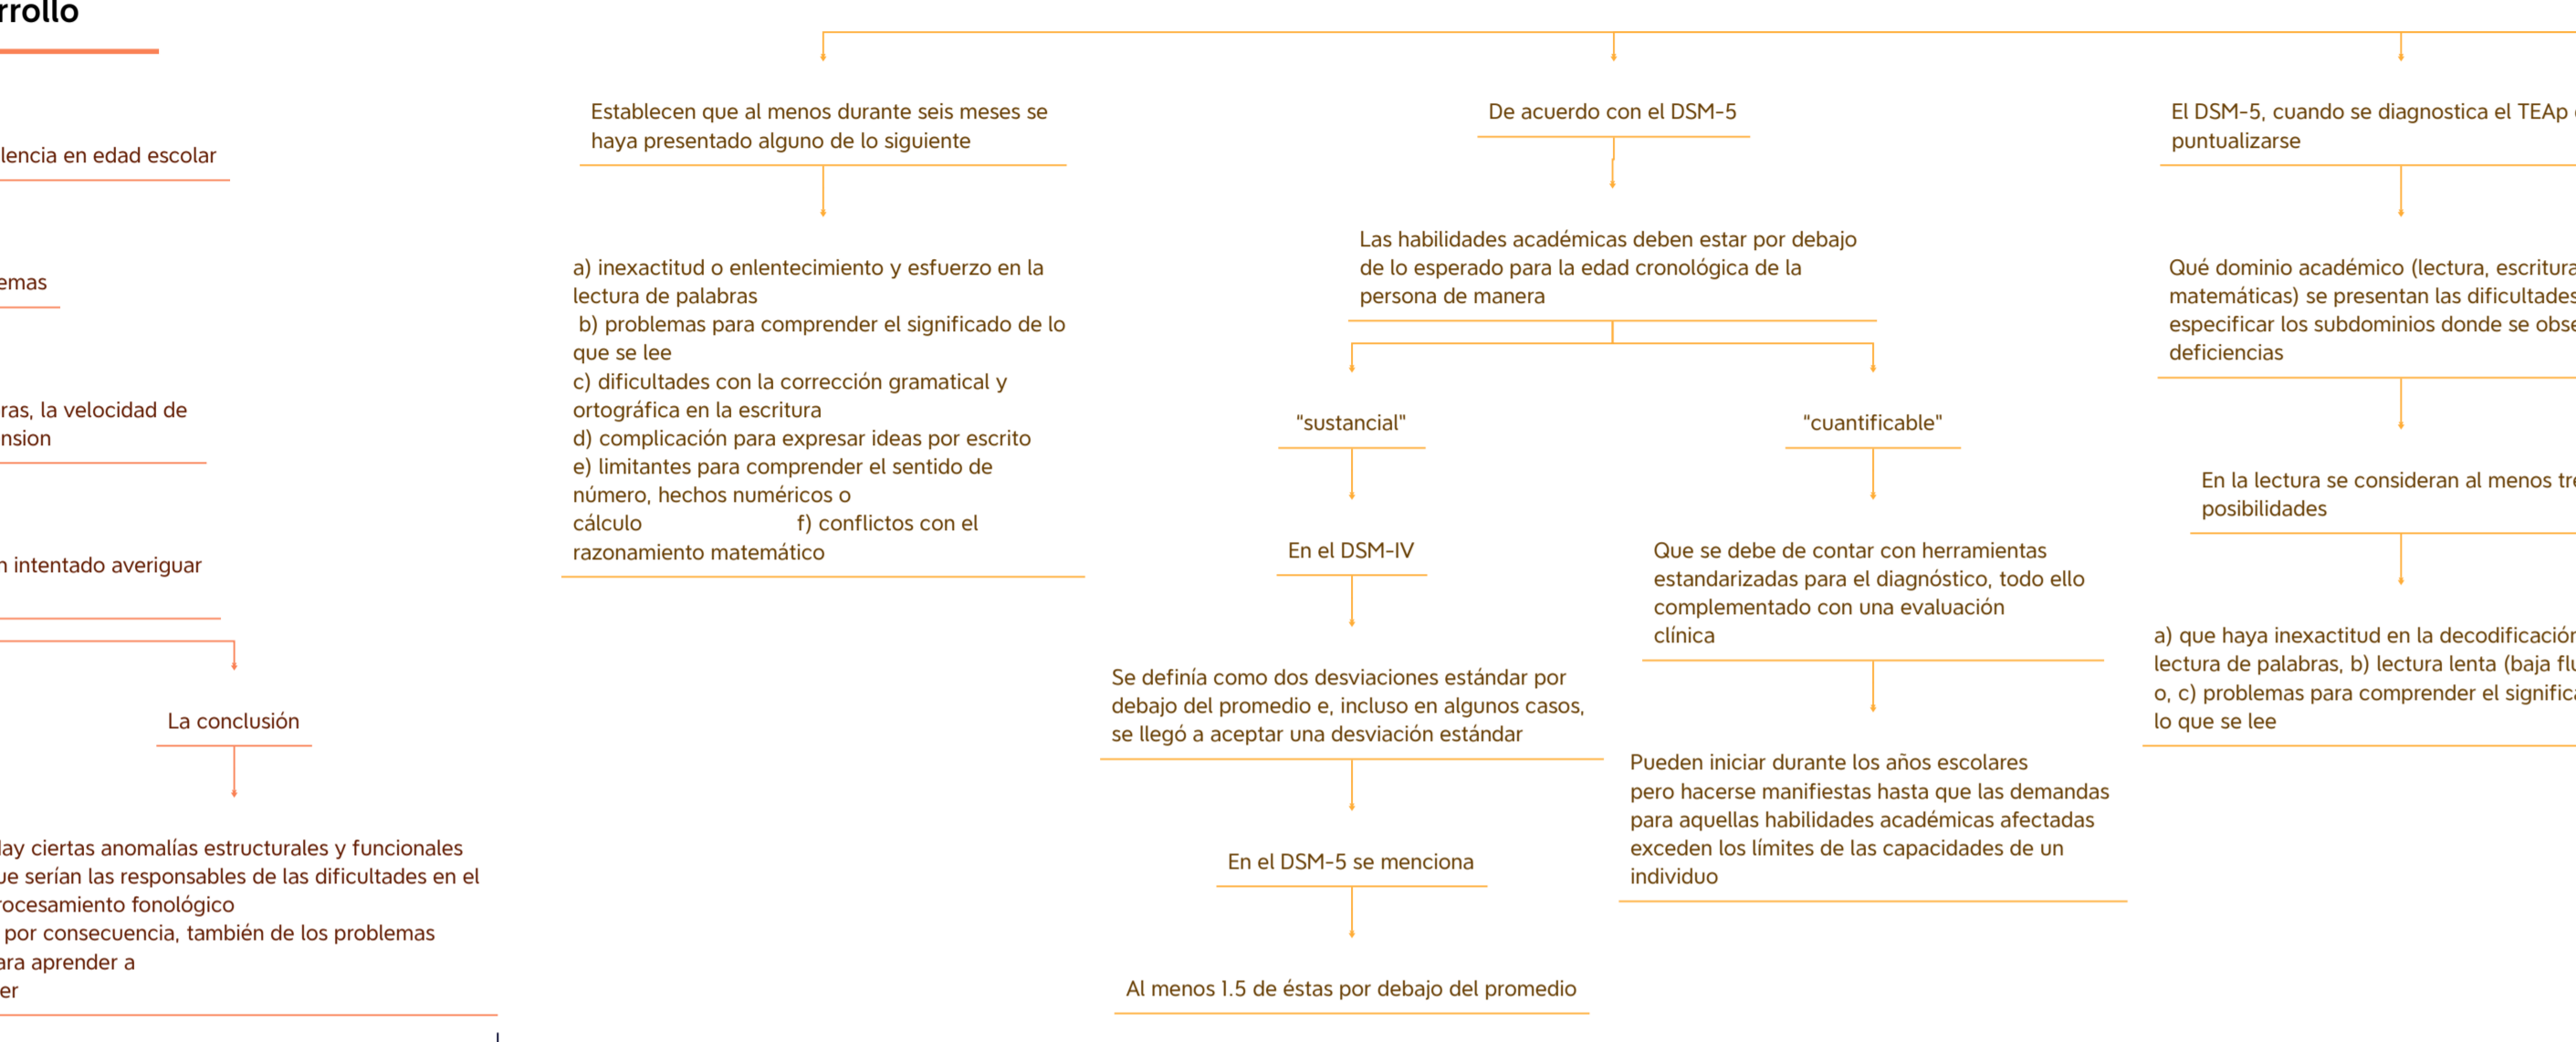 rrollo
lencia en edad escolar
emas
ras, la velocidad de
nsion
n intentado averiguar
La conclusión
lay ciertas anomalías estructurales y funcionales
ue serían las responsables de las dificultades en el
rocesamiento fonológico
por consecuencia, también de los problemas
ara aprender a
er
Establecen que al menos durante seis meses se
haya presentado alguno de lo siguiente
a) inexactitud o enlentecimiento y esfuerzo en la
lectura de palabras
b) problemas para comprender el significado de lo
que se lee
c) dificultades con la corrección gramatical y
ortográfica en la escritura
d) complicación para expresar ideas por escrito
e) limitantes para comprender el sentido de
número, hechos numéricos o
cálculo f) conflictos con el
razonamiento matemático
De acuerdo con el DSM-5
Las habilidades académicas deben estar por debajo
de lo esperado para la edad cronológica de la
persona de manera
"sustancial"
En el DSM-IV
Se definía como dos desviaciones estándar por
debajo del promedio e, incluso en algunos casos,
se llegó a aceptar una desviación estándar
En el DSM-5 se menciona
Al menos 1.5 de éstas por debajo del promedio
"cuantificable"
Que se debe de contar con herramientas
estandarizadas para el diagnóstico, todo ello
complementado con una evaluación
clínica
Pueden iniciar durante los años escolares
pero hacerse manifiestas hasta que las demandas
para aquellas habilidades académicas afectadas
exceden los límites de las capacidades de un
individuo
El DSM-5, cuando se diagnostica el TEAp
puntualizarse
Qué dominio académico (lectura, escritura
matemáticas) se presentan las dificultades
especificar los subdominios donde se obse
deficiencias
En la lectura se consideran al menos tre
posibilidades
a) que haya inexactitud en la decodificación
lectura de palabras, b) lectura lenta (baja flu
o, c) problemas para comprender el significa
lo que se lee